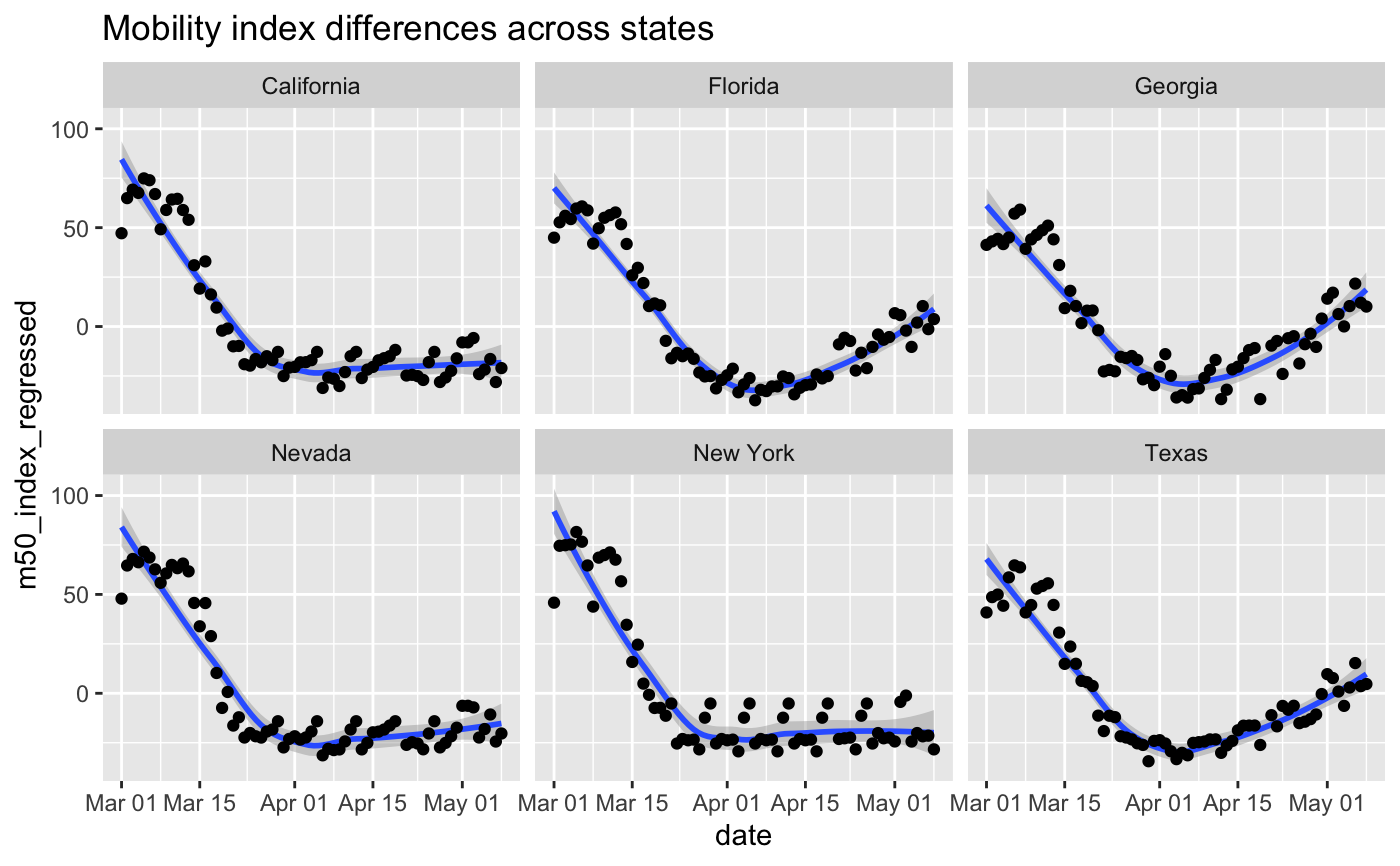 Mobility index differences across states
California Florida Georgia
100
50
0
m50_index_regressed
Nevada New York Texas
100
50
0
Mar 01 Mar 15 Apr 01 Apr 15 May 01 Mar 01 Mar 15 Apr 01 Apr 15 May 01 Mar 01 Mar 15 Apr 01 Apr 15 May 01
date